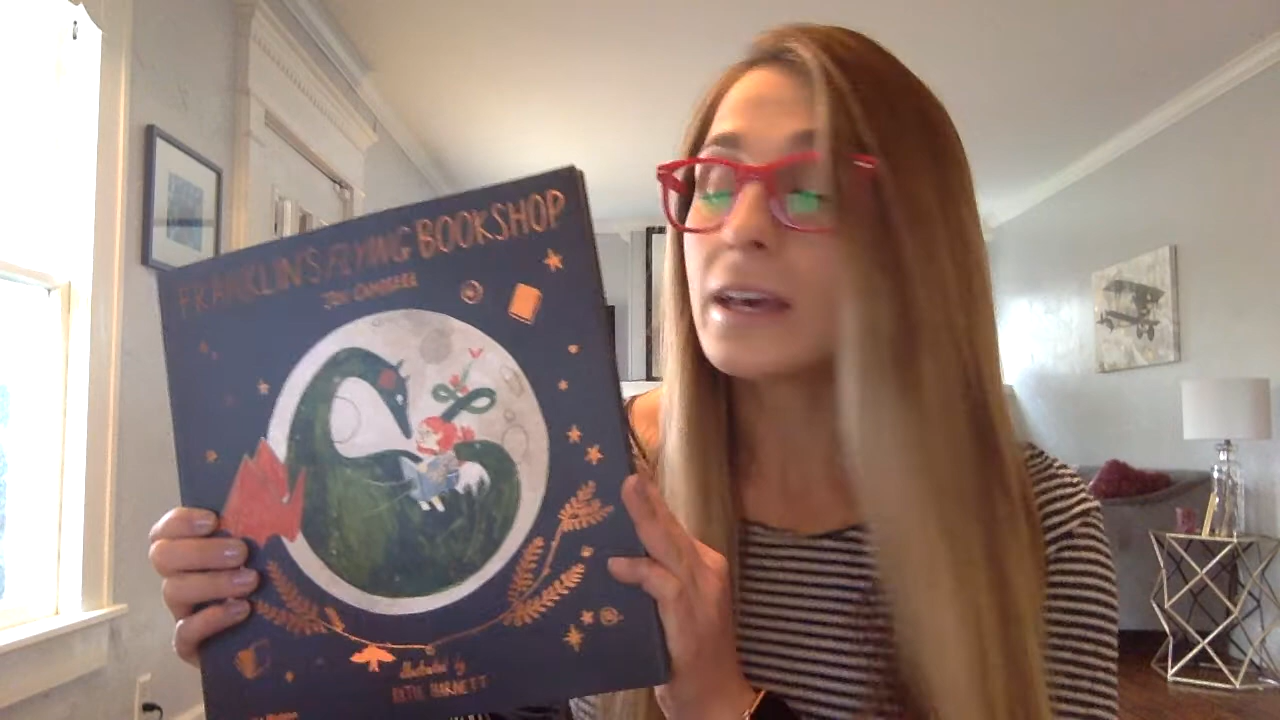 FRANKLIN'S FLYING BOOKSHOP
JEN CAMPBELL
illustrated by
KATIE HARNETT